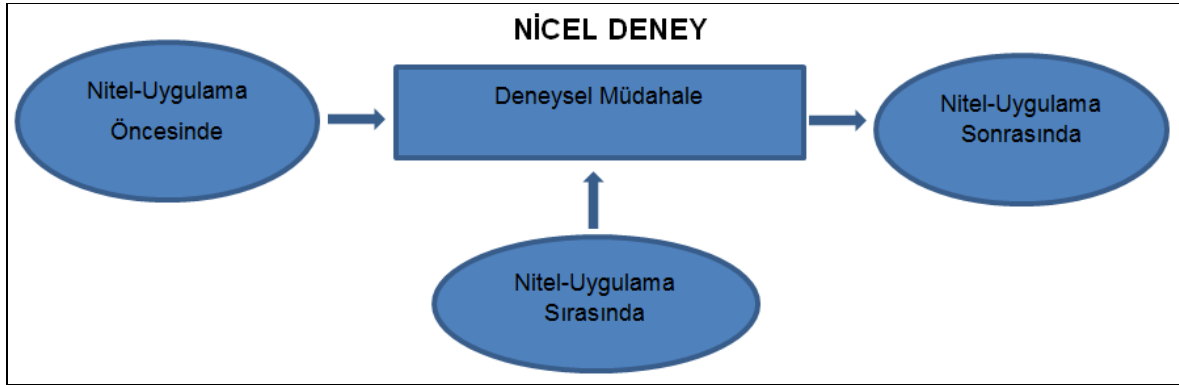 NİCEL DENEY
Nitel-Uygulama
Öncesinde
Deneysel Müdahale
Nitel-Uygulama
Sonrasında
Nitel-Uygulama
Sırasında